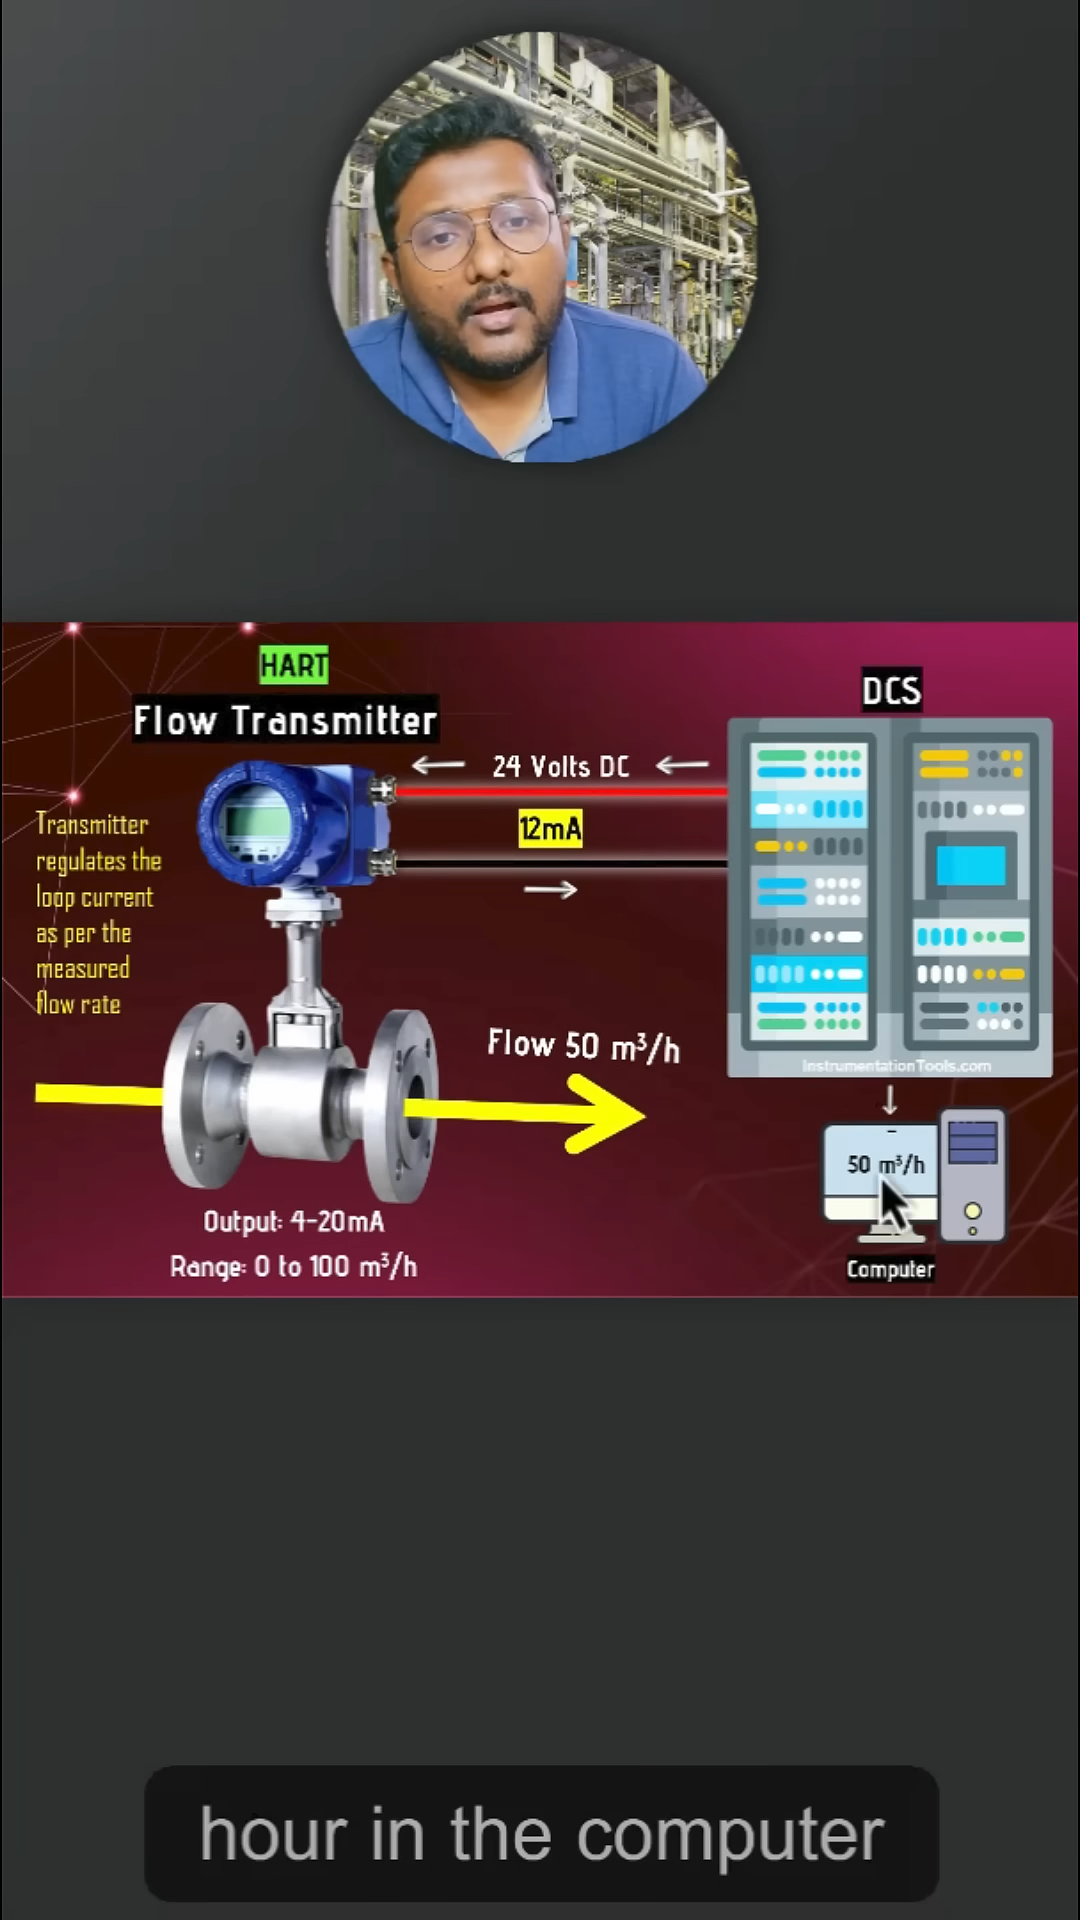 HART
Flow Transmitter
DCS
24 Volts DC
12mA
Transmitter
regulates the
loop current
as per the
measured
flow rate
Flow 50 m³/h
InstrumentationTools.com
50 m³/h
Output: 4-20mA
Range: 0 to 100 m³/h
Computer
hour in the computer